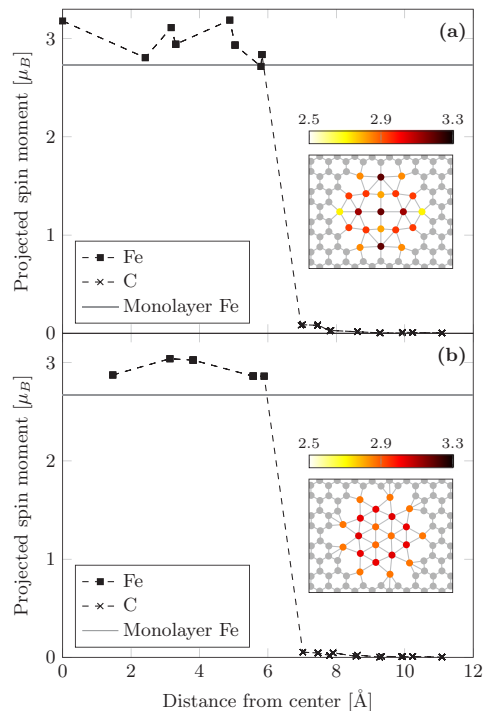 (a)
3
2
1
0
Projected spin moment [μB]
2.5 2.9 3.3
Fe
C
Monolayer Fe
(b)
3
2
1
0
Projected spin moment [μB]
2.5 2.9 3.3
Fe
C
Monolayer Fe
0 2 4 6 8 10 12
Distance from center [Å]